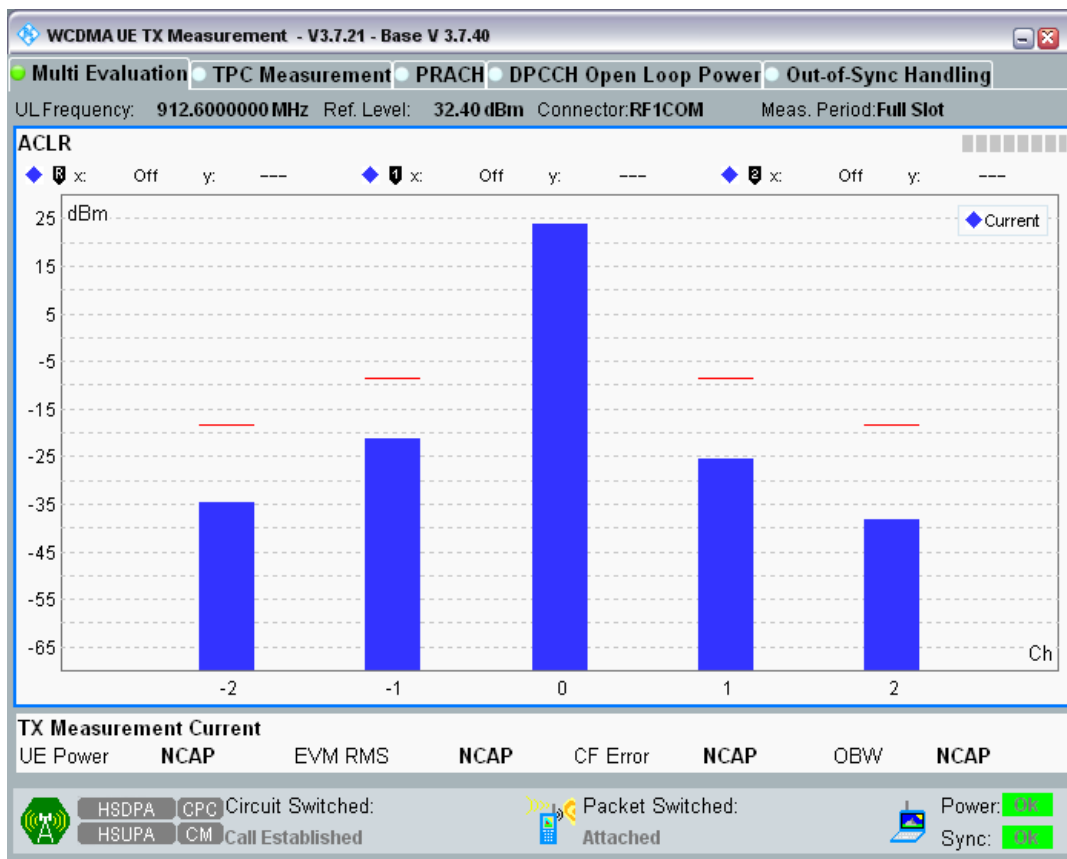 WCDMA UE TX Measurement - V3.7.21 - Base V 3.7.40
Multi Evaluation TPC Measurement PRACH DPCCH Open Loop Power Out-of-Sync Handling
UL Frequency: 912.6000000 MHz Ref. Level: 32.40 dBm Connector:RF1COM Meas. Period:Full Slot
ACLR
R x: Off y: --- 1 x: Off y: --- 2 x: Off y: ---
dBm
Current
25
15
5
-5
-15
-25
-35
-45
-55
-65
Ch
-2 -1 0 1 2
TX Measurement Current
UE Power NCAP EVM RMS NCAP CF Error NCAP OBW NCAP
HSDPA CPC Circuit Switched: Packet Switched: Power: Ok
HSUPA CM Call Established Attached Sync: Ok